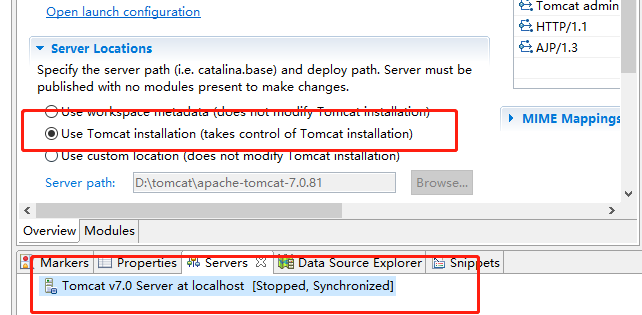 Open launch configuration
Server Locations
Specify the server path (i.e. catalina.base) and deploy path. Server must be
published with no modules present to make changes.
Use workspace metadata (does not modify Tomcat installation)
Use Tomcat installation (takes control of Tomcat installation)
Use custom location (does not modify Tomcat installation)
Server path: D:\tomcat\apache-tomcat-7.0.81 Browse...
Tomcat admin
HTTP/1.1
AJP/1.3
MIME Mappings
Overview Modules
Markers Properties Servers Data Source Explorer Snippets
Tomcat v7.0 Server at localhost [Stopped, Synchronized]